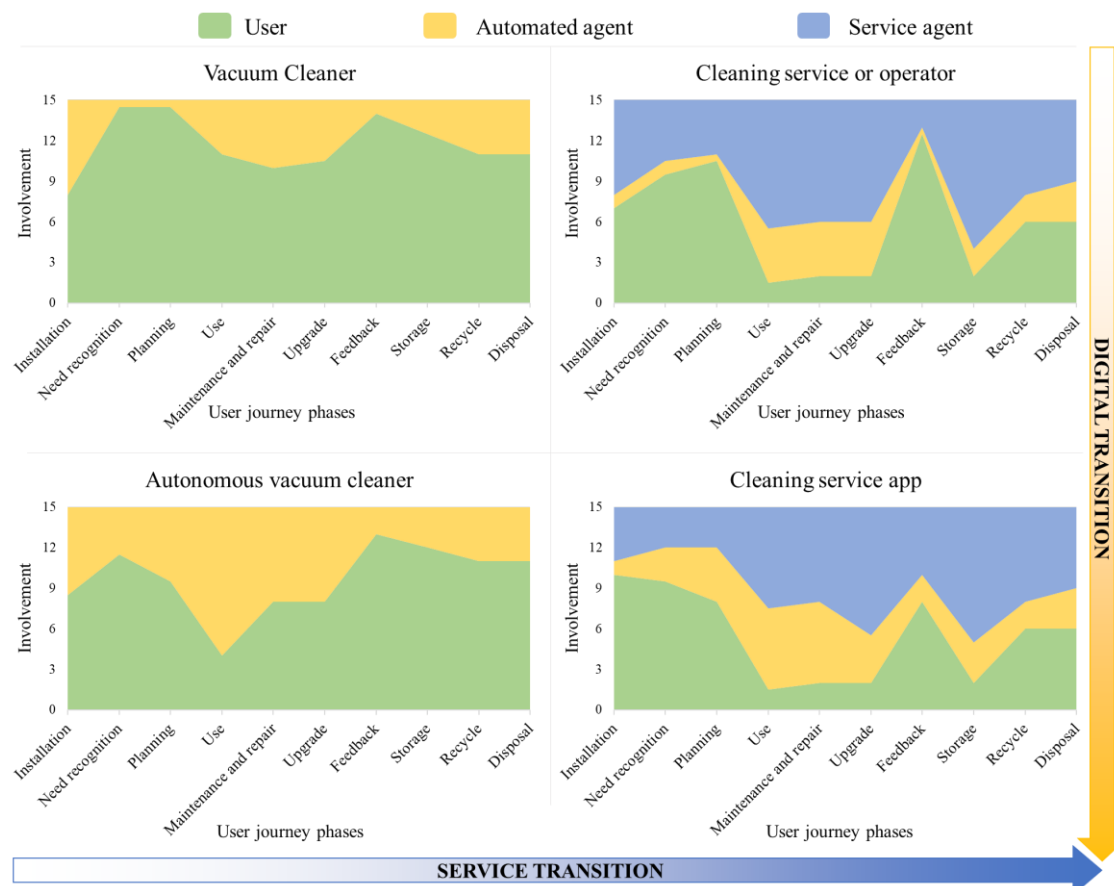 User
Automated agent
Service agent
Vacuum Cleaner
15
12
9
6
3
0
Involvement
Installation
Need recognition
Planning
Use
Maintenance and repair
Upgrade
Feedback
Storage
Recycle
Disposal
User journey phases
Cleaning service or operator
15
12
9
6
3
0
Involvement
Installation
Need recognition
Planning
Use
Maintenance and repair
Upgrade
Feedback
Storage
Recycle
Disposal
User journey phases
Autonomous vacuum cleaner
15
12
9
6
3
0
Involvement
Installation
Need recognition
Planning
Use
Maintenance and repair
Upgrade
Feedback
Storage
Recycle
Disposal
User journey phases
Cleaning service app
15
12
9
6
3
0
Involvement
Installation
Need recognition
Planning
Use
Maintenance and repair
Upgrade
Feedback
Storage
Recycle
Disposal
User journey phases
DIGITAL TRANSITION
SERVICE TRANSITION